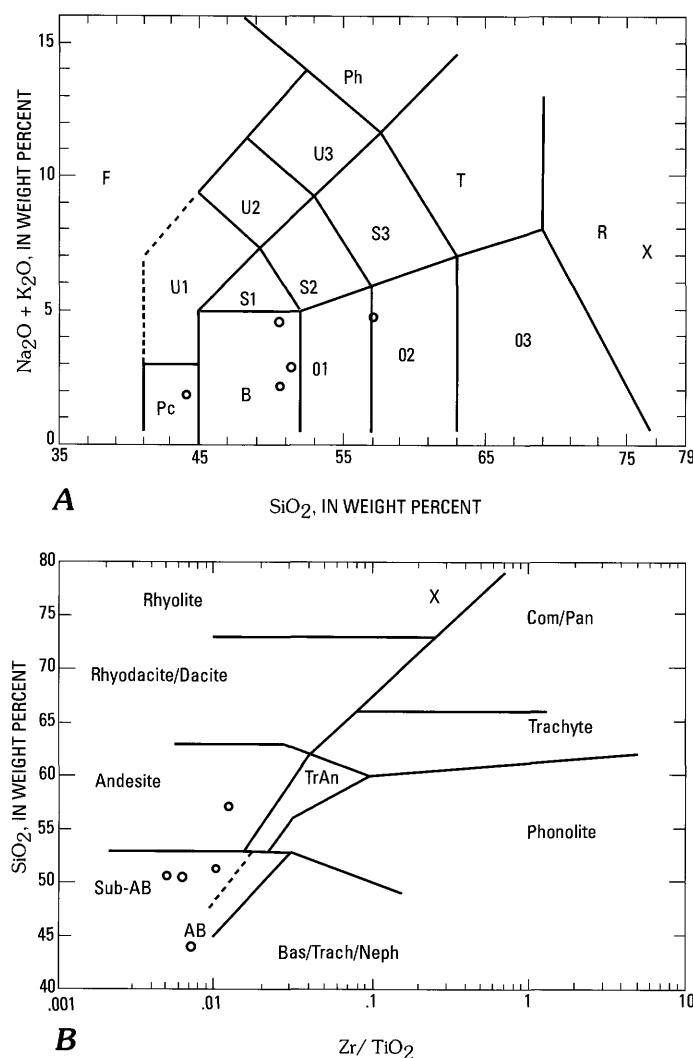 15
10
5
0
Na2O + K2O, IN WEIGHT PERCENT
Ph
F
U3
T
U2
S3
R
X
U1
S1
S2
01
02
03
B
Pc
35
45
55
65
75
79
A
SiO2, IN WEIGHT PERCENT
80
75
70
65
60
55
50
45
40
SiO2, IN WEIGHT PERCENT
Rhyolite
X
Com/Pan
Rhyodacite/Dacite
Trachyte
Andesite
TrAn
Phonolite
Sub-AB
AB
Bas/Trach/Neph
.001
.01
.1
1
10
B
Zr/ TiO2